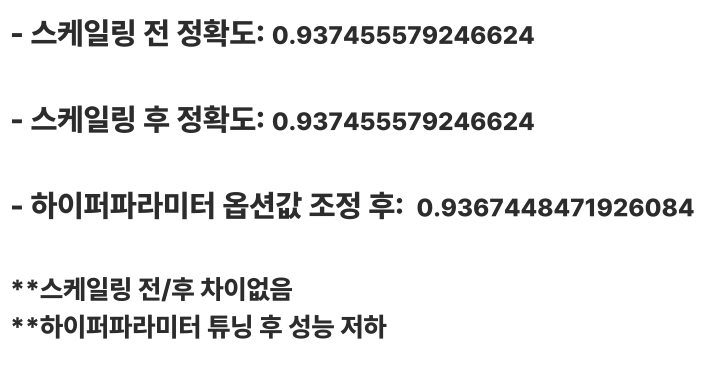 - 스케일링 전 정확도: 0.937455579246624
- 스케일링 후 정확도: 0.937455579246624
- 하이퍼파라미터 옵션값 조정 후: 0.9367448471926084
**스케일링 전/후 차이없음
**하이퍼파라미터 튜닝 후 성능 저하